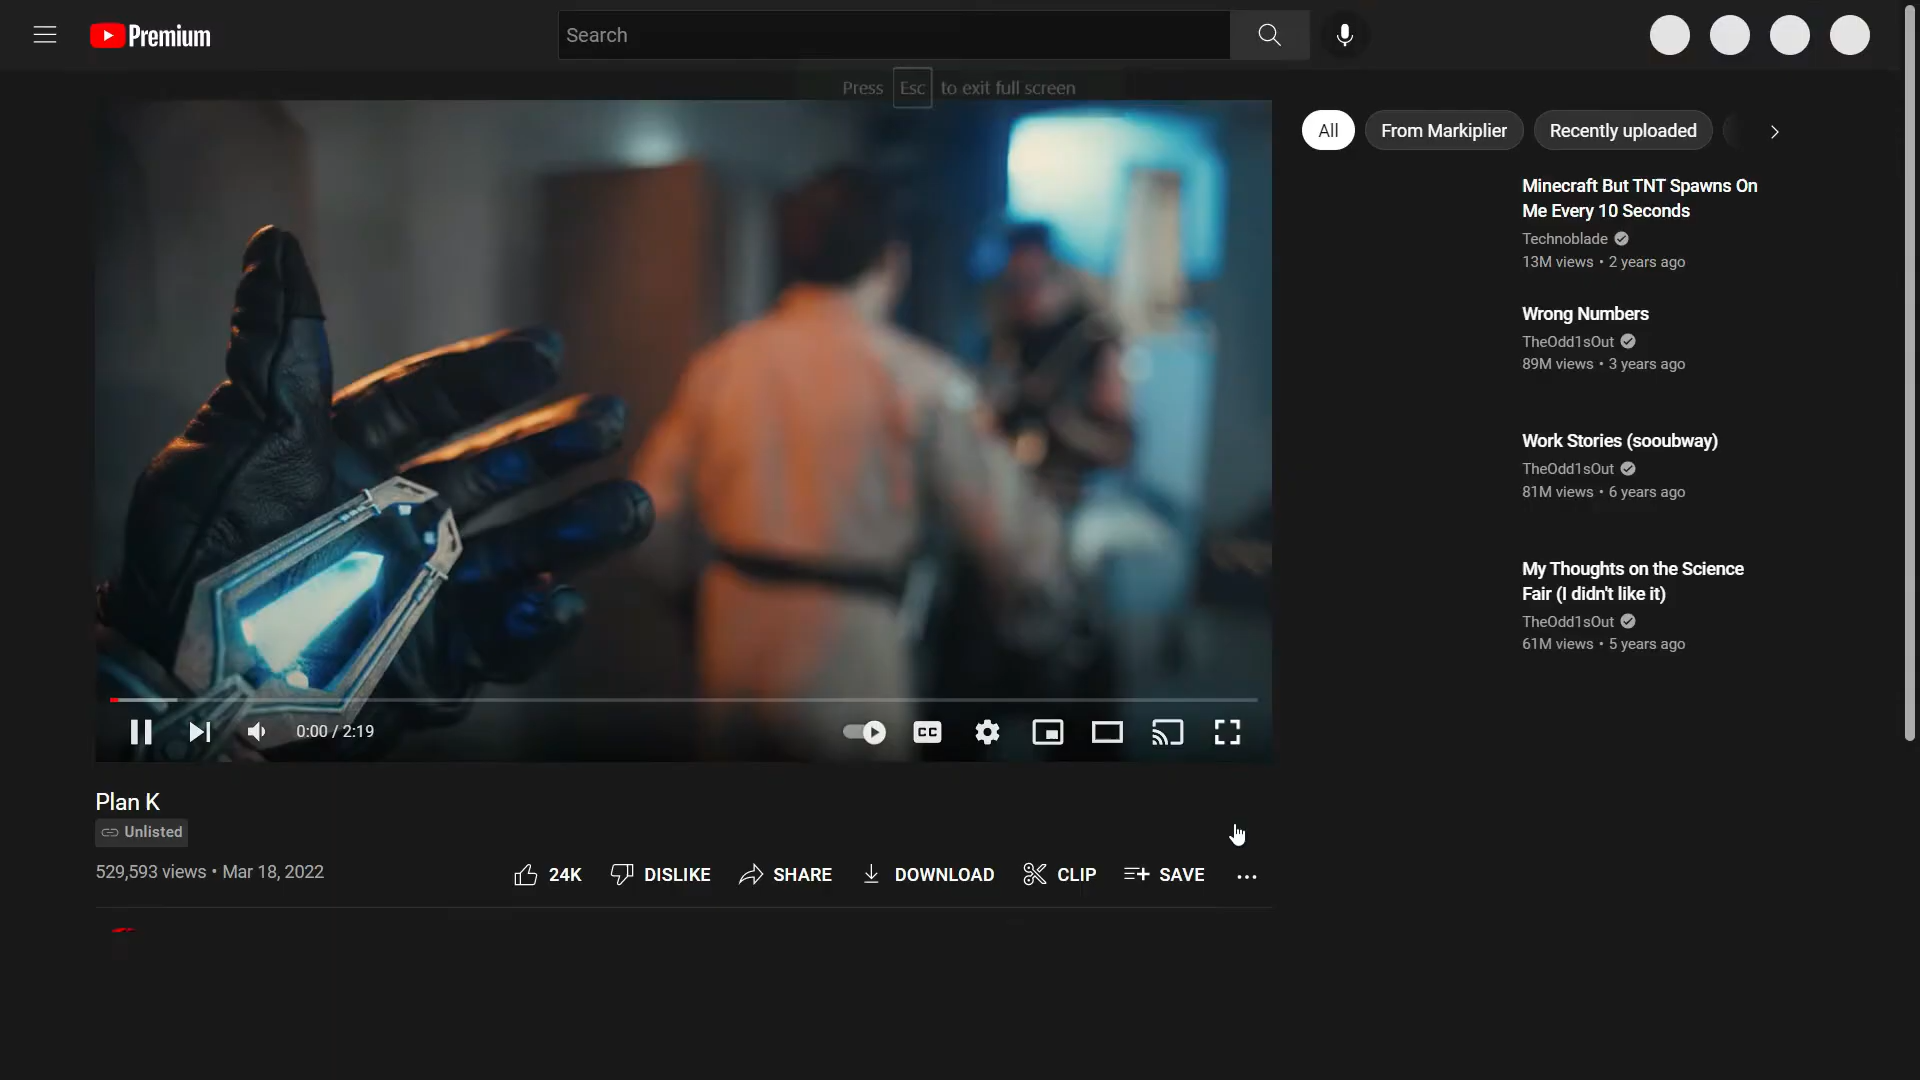 Premium
Search
Press Esc to exit full screen
All
From Markiplier
Recently uploaded
Minecraft But TNT Spawns On
Me Every 10 Seconds
Technoblade
13M views • 2 years ago
Wrong Numbers
TheOdd1sOut
89M views • 3 years ago
Work Stories (sooubway)
TheOdd1sOut
81M views • 6 years ago
My Thoughts on the Science
Fair (I didn't like it)
TheOdd1sOut
61M views • 5 years ago
0:00 / 2:19
CC
Plan K
Unlisted
529,593 views • Mar 18, 2022
24K
DISLIKE
SHARE
DOWNLOAD
CLIP
SAVE